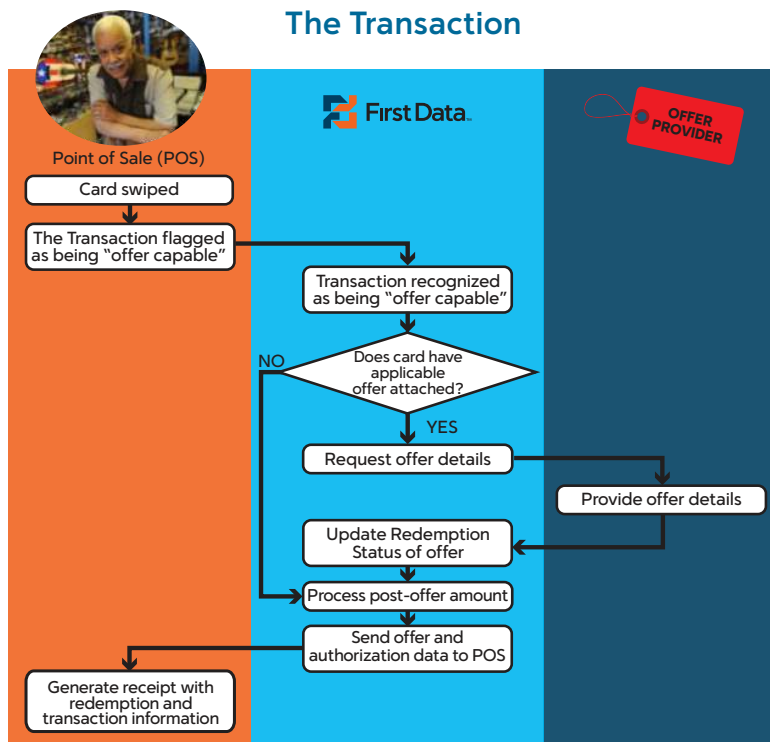 The Transaction
FirstData
OFFER
PROVIDER
Point of Sale (POS)
Card swiped
The Transaction flagged
as being “offer capable”
Transaction recognized
as being “offer capable”
Does card have
applicable
offer attached?
NO
YES
Request offer details
Provide offer details
Update Redemption
Status of offer
Process post-offer amount
Send offer and
authorization data to POS
Generate receipt with
redemption and
transaction information